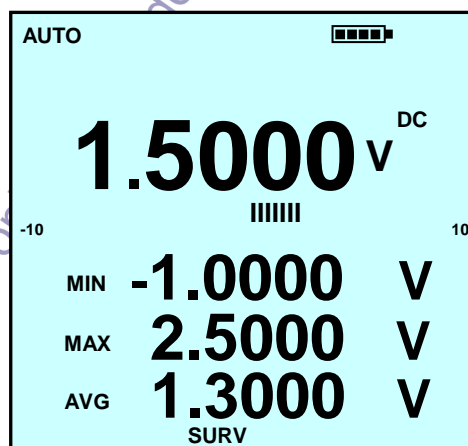 AUTO
1.5000 V DC
-10 10
MIN -1.0000 V
MAX 2.5000 V
AVG 1.3000 V
SURV